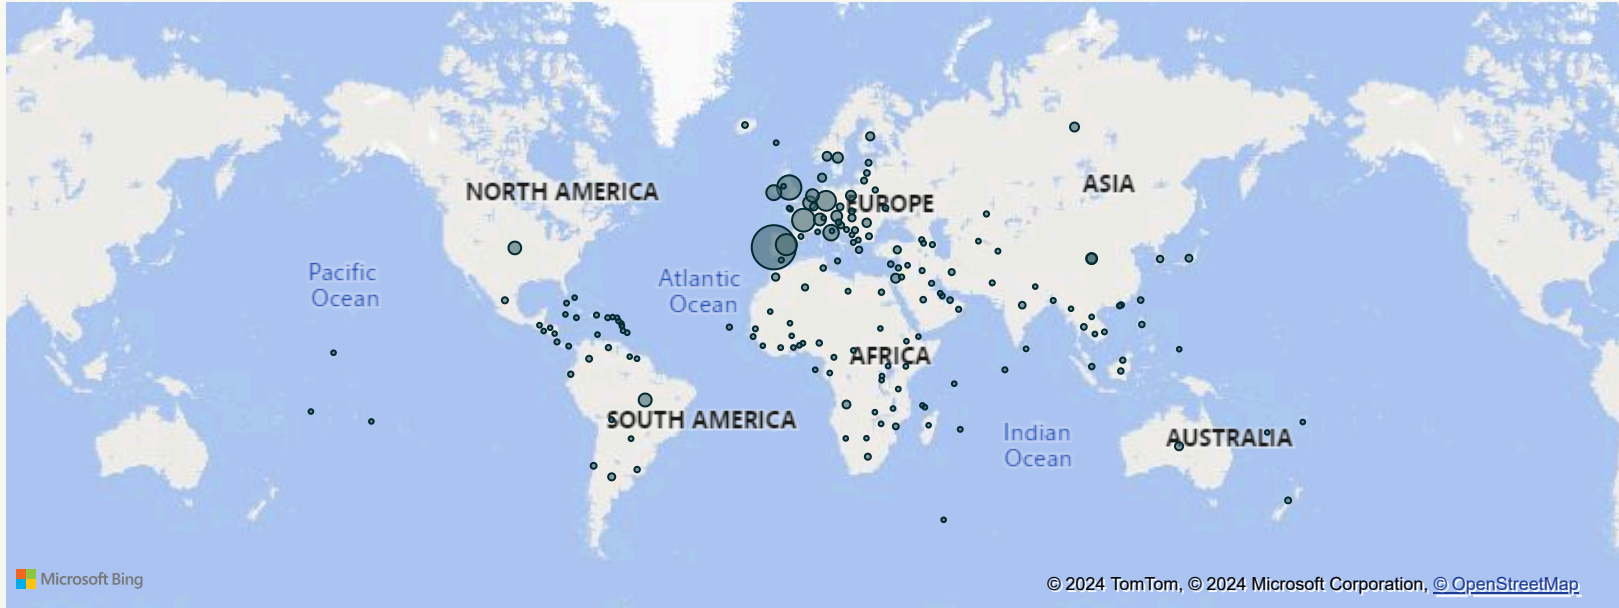 NORTH AMERICA
ASIA
EUROPE
Pacific
Ocean
Atlantic
Ocean
AFRICA
SOUTH AMERICA
Indian
Ocean
AUSTRALIA
Microsoft Bing
© 2024 TomTom, © 2024 Microsoft Corporation, © OpenStreetMap